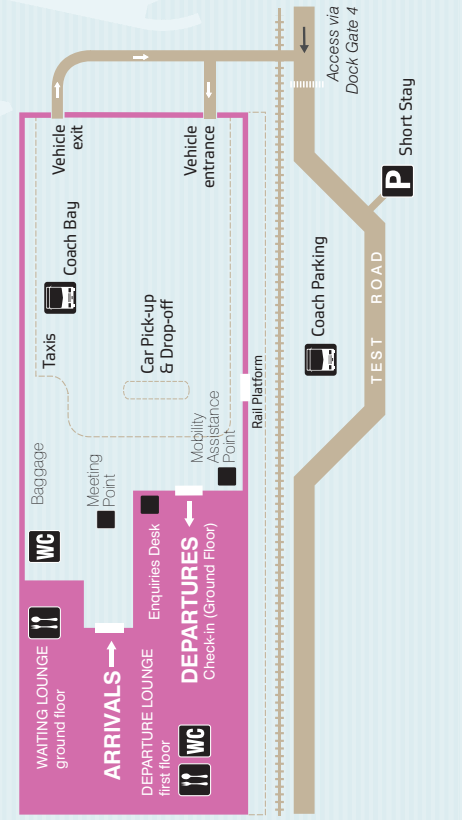 WAITING LOUNGE
ground floor
ARRIVALS
DEPARTURE LOUNGE
first floor
WC
DEPARTURES
Check-in (Ground Floor)
Enquiries Desk
WC
Baggage
Meeting
Point
Mobility
Assistance
Point
Rail Platform
Taxis
Coach Bay
Car Pick-up
& Drop-off
Vehicle
exit
Vehicle
entrance
Coach Parking
TEST ROAD
P
Short Stay
Access via
Dock Gate 4